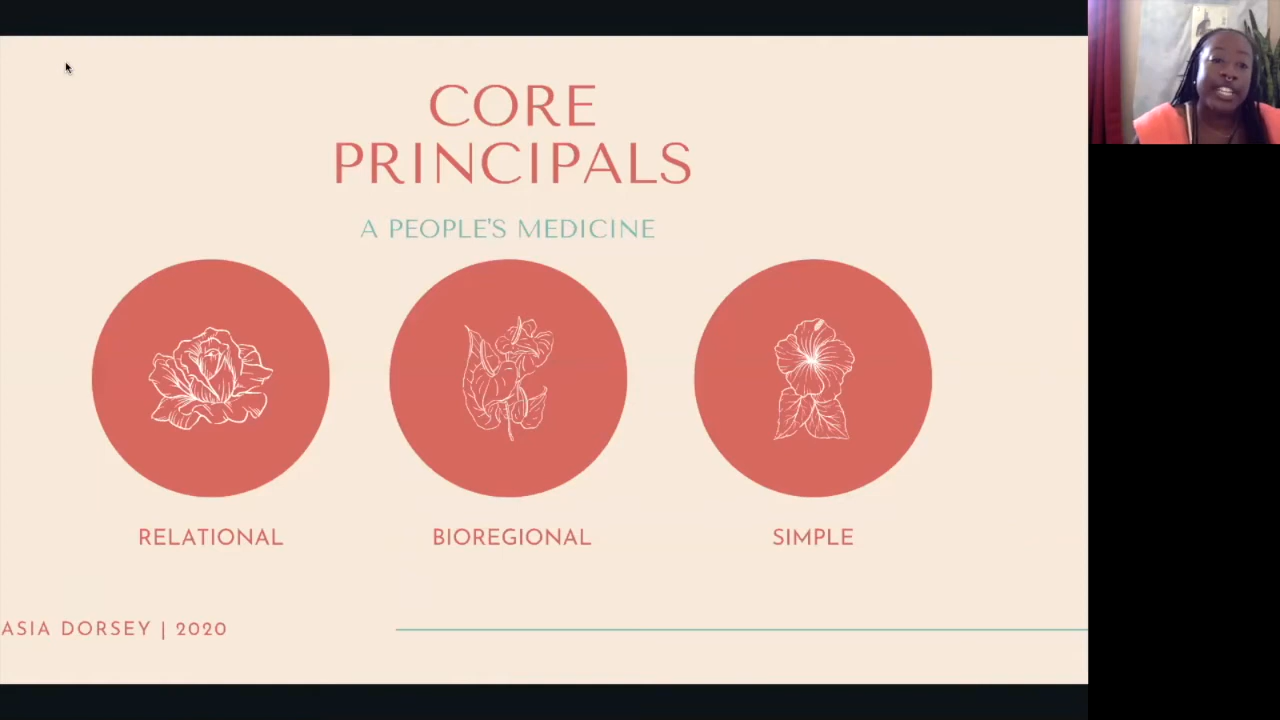 CORE
PRINCIPALS
A PEOPLE'S MEDICINE
RELATIONAL
BIOREGIONAL
SIMPLE
ASIA DORSEY | 2020